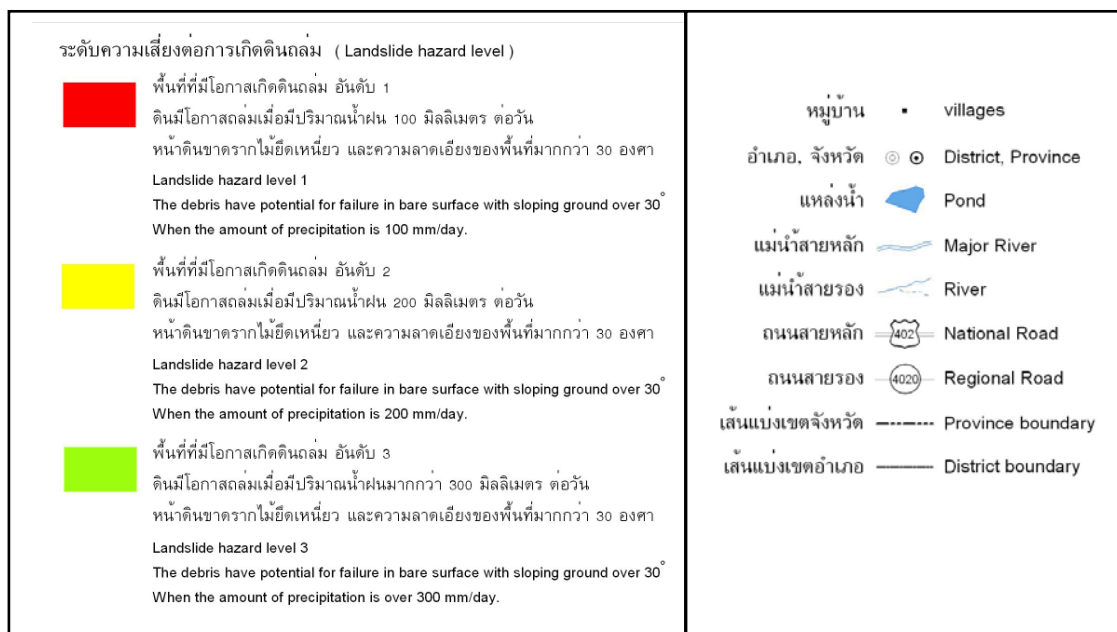 ระดับความเสี่ยงต่อการเกิดดินถล่ม ( Landslide hazard level )
พื้นที่ที่มีโอกาสเกิดดินถล่ม อันดับ 1
ดินมีโอกาสถล่มเมื่อมีปริมาณน้ำฝน 100 มิลลิเมตร ต่อวัน
หน้าดินขาดรากไม้ยึดเหนี่ยว และความลาดเอียงของพื้นที่มากกว่า 30 องศา
Landslide hazard level 1
The debris have potential for failure in bare surface with sloping ground over 30°
When the amount of precipitation is 100 mm/day.
พื้นที่ที่มีโอกาสเกิดดินถล่ม อันดับ 2
ดินมีโอกาสถล่มเมื่อมีปริมาณน้ำฝน 200 มิลลิเมตร ต่อวัน
หน้าดินขาดรากไม้ยึดเหนี่ยว และความลาดเอียงของพื้นที่มากกว่า 30 องศา
Landslide hazard level 2
The debris have potential for failure in bare surface with sloping ground over 30°
When the amount of precipitation is 200 mm/day.
พื้นที่ที่มีโอกาสเกิดดินถล่ม อันดับ 3
ดินมีโอกาสถล่มเมื่อมีปริมาณน้ำฝนมากกว่า 300 มิลลิเมตร ต่อวัน
หน้าดินขาดรากไม้ยึดเหนี่ยว และความลาดเอียงของพื้นที่มากกว่า 30 องศา
Landslide hazard level 3
The debris have potential for failure in bare surface with sloping ground over 30°
When the amount of precipitation is over 300 mm/day.
หมู่บ้าน villages
อำเภอ, จังหวัด District, Province
แหล่งน้ำ Pond
แม่น้ำสายหลัก Major River
แม่น้ำสายรอง River
ถนนสายหลัก 402 National Road
ถนนสายรอง 4020 Regional Road
เส้นแบ่งเขตจังหวัด Province boundary
เส้นแบ่งเขตอำเภอ District boundary